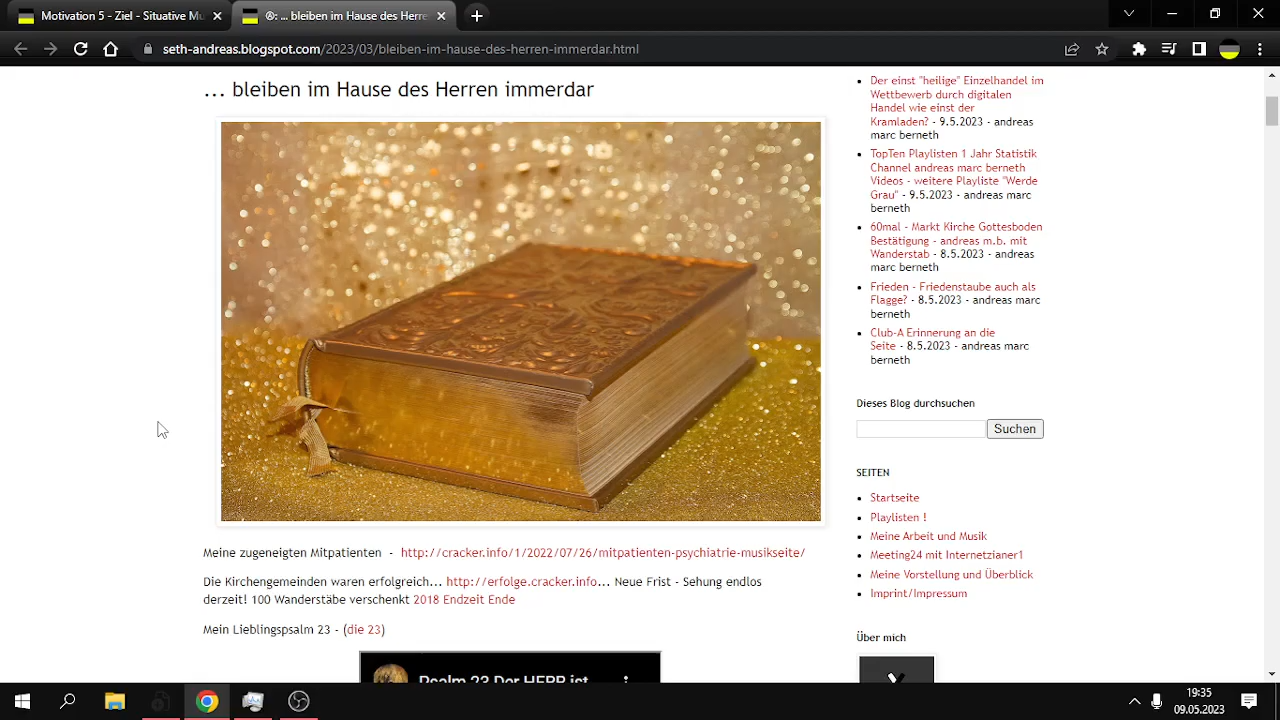 Motivation 5 - Ziel - Situative Mu
Ⓐ: ... bleiben im Hause des Herre
seth-andreas.blogspot.com/2023/03/bleiben-im-hause-des-herren-immerdar.html
... bleiben im Hause des Herren immerdar
Meine zugeneigten Mitpatienten - http://cracker.info/1/2022/07/26/mitpatienten-psychiatrie-musikseite/
Die Kirchengemeinden waren erfolgreich... http://erfolge.cracker.info... Neue Frist - Sehung endlos
derzeit! 100 Wanderstäbe verschenkt 2018 Endzeit Ende
Mein Lieblingspsalm 23 - (die 23)
Psalm 23 Der HERR ist
Der einst "heilige" Einzelhandel im
Wettbewerb durch digitalen
Handel wie einst der
Kramladen? - 9.5.2023 - andreas
marc berneth
TopTen Playlisten 1 Jahr Statistik
Channel andreas marc berneth
Videos - weitere Playliste "Werde
Grau" - 9.5.2023 - andreas marc
berneth
60mal - Markt Kirche Gottesboden
Bestätigung - andreas m.b. mit
Wanderstab - 8.5.2023 - andreas
marc berneth
Frieden - Friedenstaube auch als
Flagge? - 8.5.2023 - andreas marc
berneth
Club-A Erinnerung an die
Seite - 8.5.2023 - andreas marc
berneth
Dieses Blog durchsuchen
Suchen
SEITEN
Startseite
Playlisten !
Meine Arbeit und Musik
Meeting24 mit Internetzianer1
Meine Vorstellung und Überblick
Imprint/Impressum
Über mich
19:35
09.05.2023